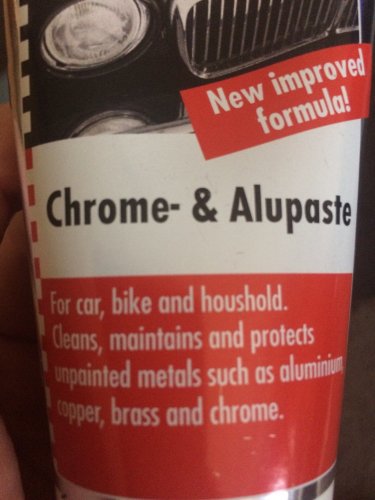 New improved
formula!
Chrome- & Alupaste
For car, bike and houshold.
Cleans, maintains and protects
unpainted metals such as aluminium,
copper, brass and chrome.